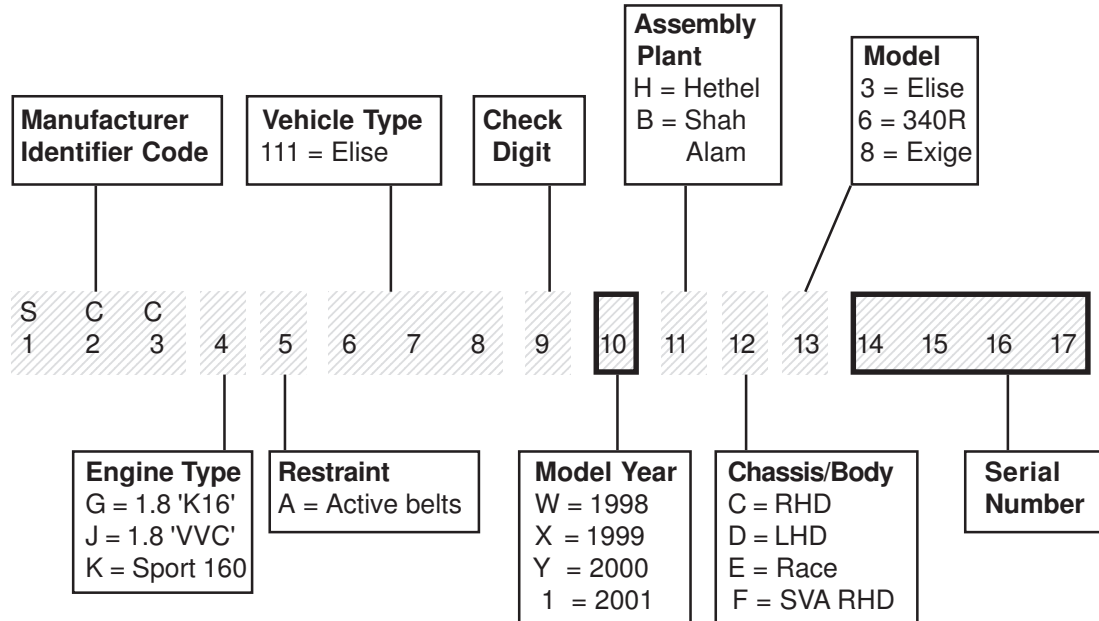 Assembly
Plant
H = Hethel
B = Shah
Alam
Model
3 = Elise
6 = 340R
8 = Exige
Manufacturer
Identifier Code
Vehicle Type
111 = Elise
Check
Digit
S C C
1 2 3 4 5 6 7 8 9 10 11 12 13 14 15 16 17
Engine Type
G = 1.8 'K16'
J = 1.8 'VVC'
K = Sport 160
Restraint
A = Active belts
Model Year
W = 1998
X = 1999
Y = 2000
1 = 2001
Chassis/Body
C = RHD
D = LHD
E = Race
F = SVA RHD
Serial
Number